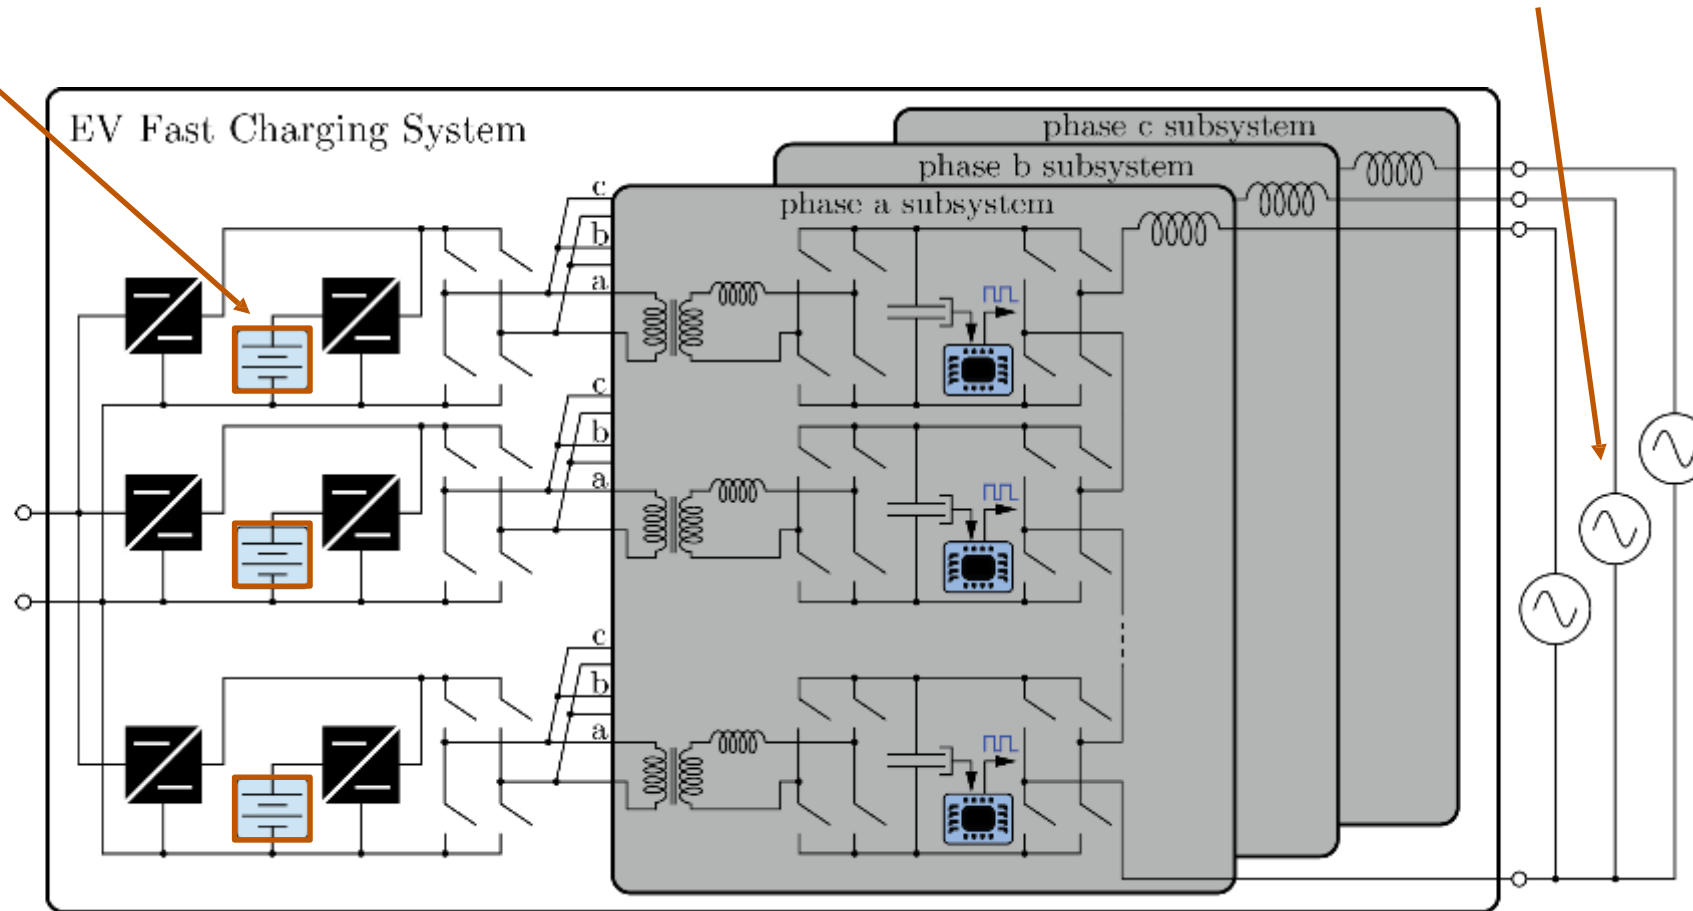 EV Fast Charging System
phase c subsystem
phase b subsystem
phase a subsystem
c
b
a
c
b
a
c
b
a